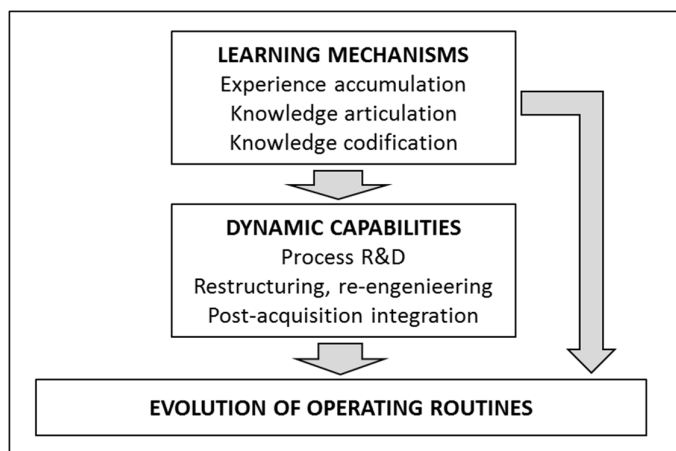 LEARNING MECHANISMS
Experience accumulation
Knowledge articulation
Knowledge codification
DYNAMIC CAPABILITIES
Process R&D
Restructuring, re-engenieering
Post-acquisition integration
EVOLUTION OF OPERATING ROUTINES